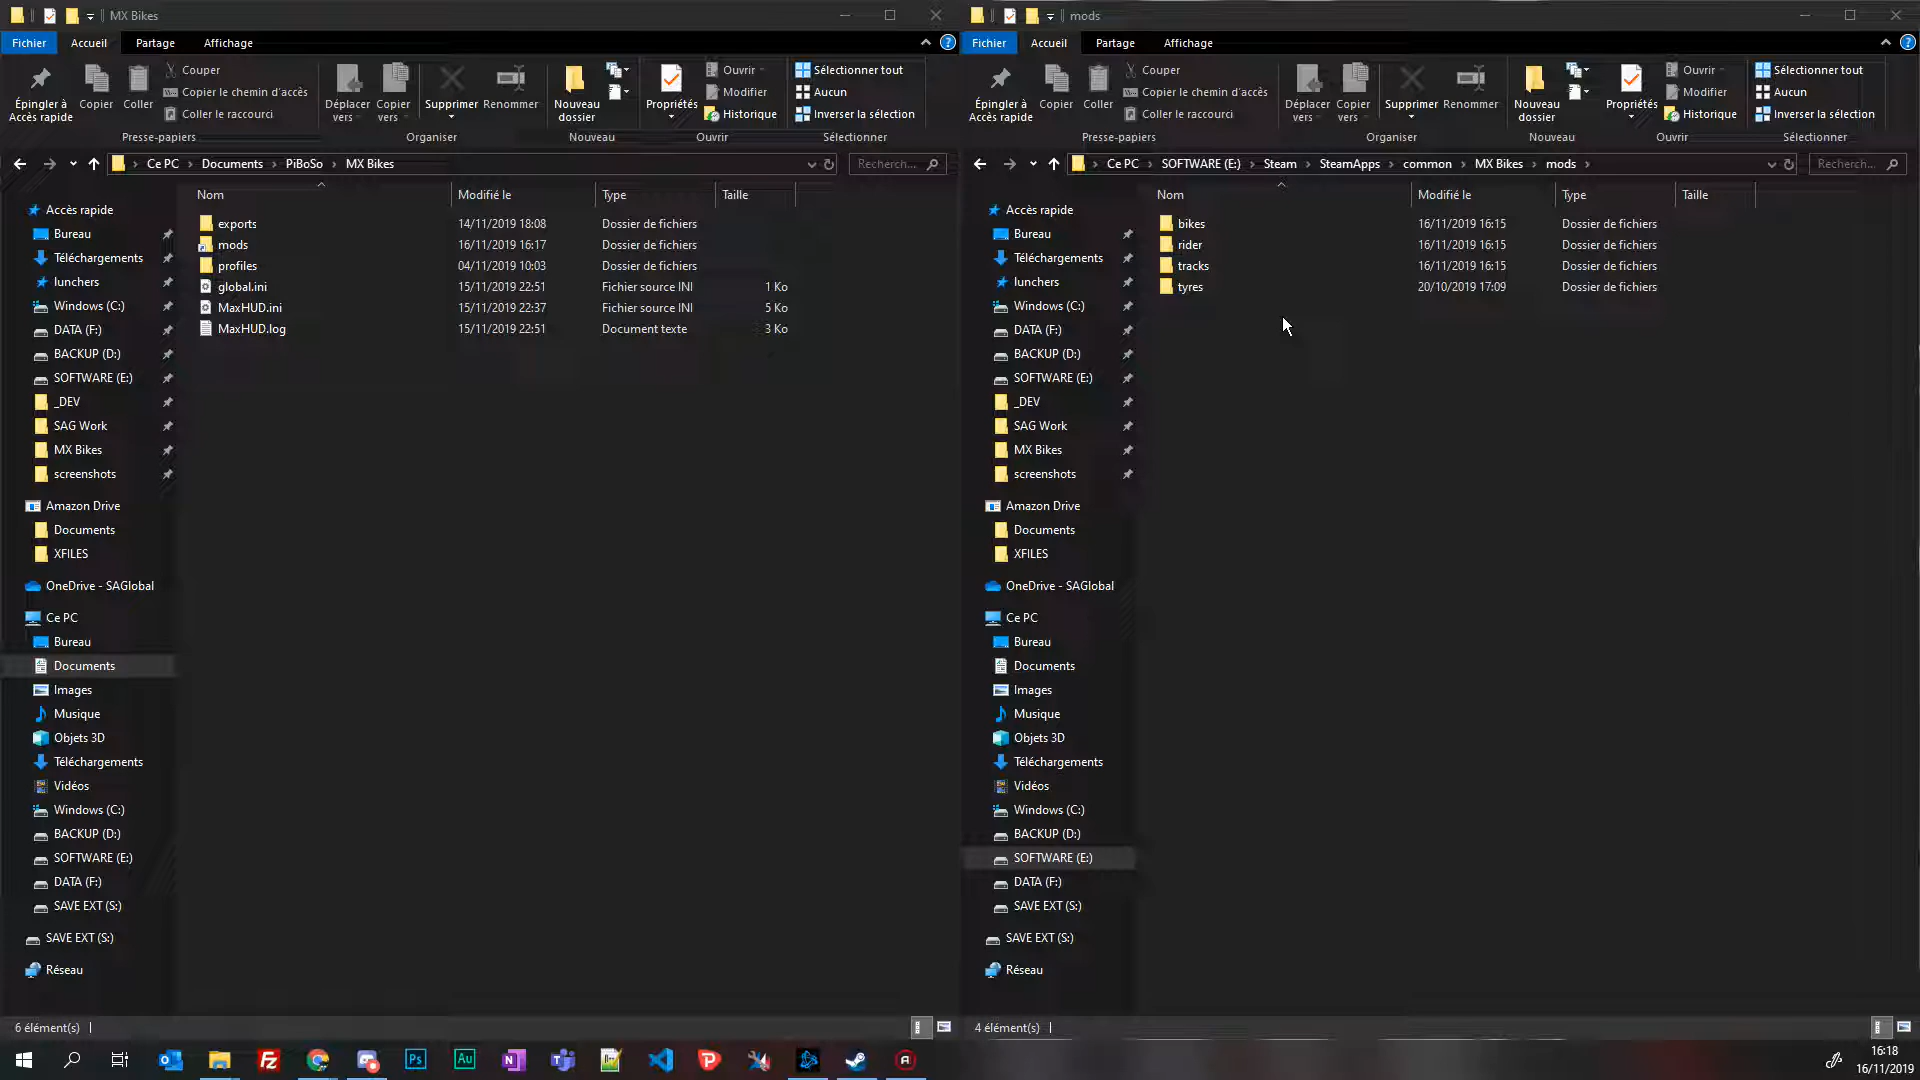 MX Bikes
Fichier
Accueil
Partage
Affichage
Épingler à
Accès rapide
Copier
Coller
Couper
Copier le chemin d'accès
Coller le raccourci
Presse-papiers
Déplacer
vers
Copier
vers
Supprimer
Renommer
Organiser
Nouveau
dossier
Nouveau
Propriétés
Ouvrir
Modifier
Historique
Ouvrir
Sélectionner tout
Aucun
Inverser la sélection
Sélectionner
Ce PC › Documents › PiBoSo › MX Bikes
Recherch...
Nom Modifié le Type Taille
exports 14/11/2019 18:08 Dossier de fichiers
mods 16/11/2019 16:17 Dossier de fichiers
profiles 04/11/2019 10:03 Dossier de fichiers
global.ini 15/11/2019 22:51 Fichier source INI 1 Ko
MaxHUD.ini 15/11/2019 22:37 Fichier source INI 5 Ko
MaxHUD.log 15/11/2019 22:51 Document texte 3 Ko
Accès rapide
Bureau
Téléchargements
lunchers
Windows (C:)
DATA (F:)
BACKUP (D:)
SOFTWARE (E:)
_DEV
SAG Work
MX Bikes
screenshots
Amazon Drive
Documents
XFILES
OneDrive - SAGlobal
Ce PC
Bureau
Documents
Images
Musique
Objets 3D
Téléchargements
Vidéos
Windows (C:)
BACKUP (D:)
SOFTWARE (E:)
DATA (F:)
SAVE EXT (S:)
SAVE EXT (S:)
Réseau
6 élément(s)
mods
Fichier
Accueil
Partage
Affichage
Épingler à
Accès rapide
Copier
Coller
Couper
Copier le chemin d'accès
Coller le raccourci
Presse-papiers
Déplacer
vers
Copier
vers
Supprimer
Renommer
Organiser
Nouveau
dossier
Nouveau
Propriétés
Ouvrir
Modifier
Historique
Ouvrir
Sélectionner tout
Aucun
Inverser la sélection
Sélectionner
Ce PC › SOFTWARE (E:) › Steam › SteamApps › common › MX Bikes › mods ›
Recherch...
Nom Modifié le Type Taille
bikes 16/11/2019 16:15 Dossier de fichiers
rider 16/11/2019 16:15 Dossier de fichiers
tracks 16/11/2019 16:15 Dossier de fichiers
tyres 20/10/2019 17:09 Dossier de fichiers
Accès rapide
Bureau
Téléchargements
lunchers
Windows (C:)
DATA (F:)
BACKUP (D:)
SOFTWARE (E:)
_DEV
SAG Work
MX Bikes
screenshots
Amazon Drive
Documents
XFILES
OneDrive - SAGlobal
Ce PC
Bureau
Documents
Images
Musique
Objets 3D
Téléchargements
Vidéos
Windows (C:)
BACKUP (D:)
SOFTWARE (E:)
DATA (F:)
SAVE EXT (S:)
SAVE EXT (S:)
Réseau
4 élément(s)
Ps
Au
16:18
16/11/2019